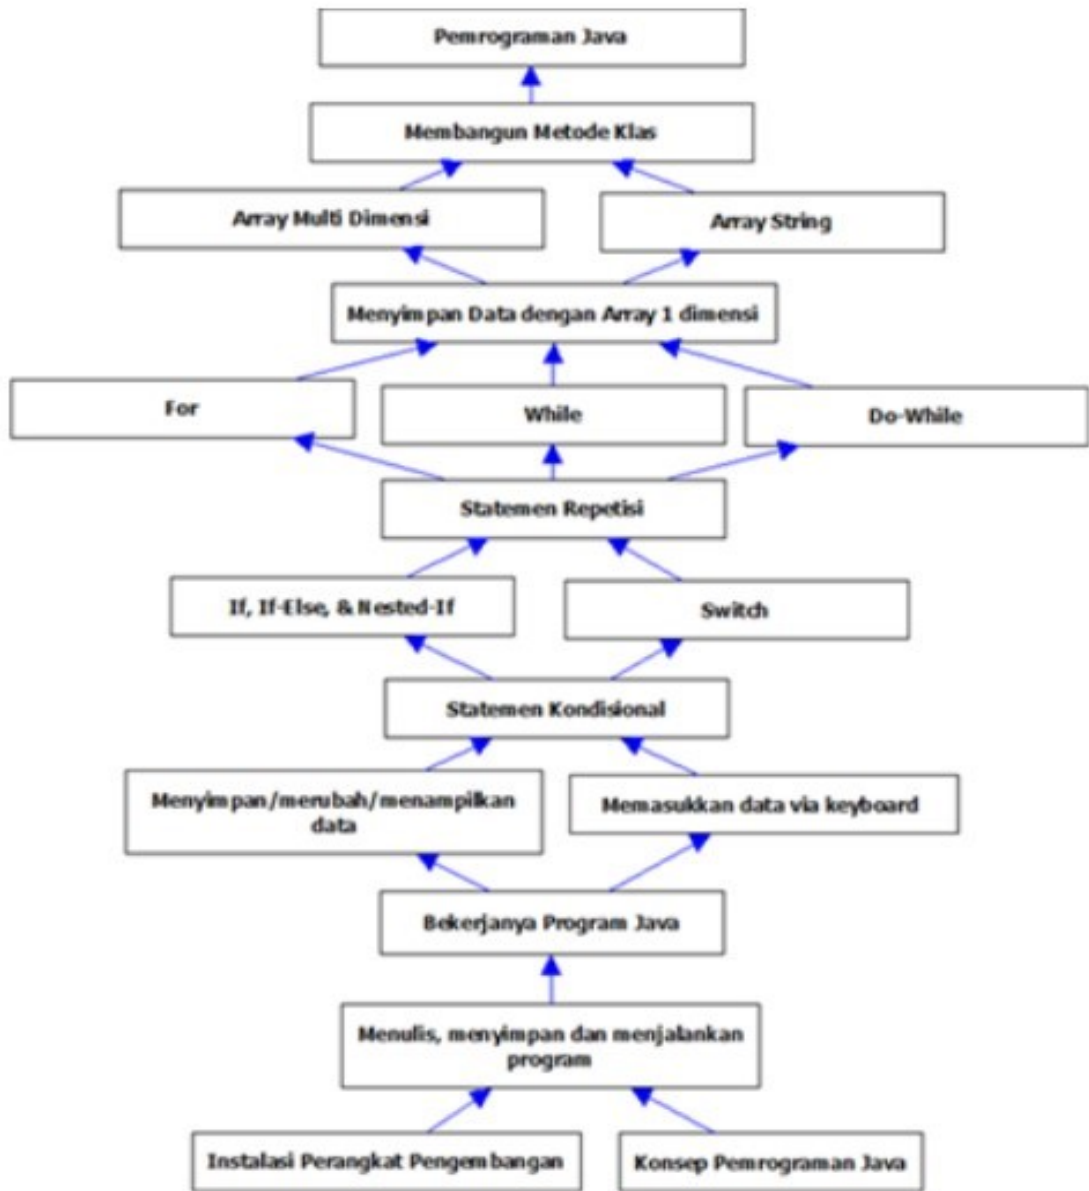 Pemrograman Java
Membangun Metode Klas
Array Multi Dimensi
Array String
Menyimpan Data dengan Array 1 dimensi
For
While
Do-While
Statemen Repetisi
If, If-Else, & Nested-If
Switch
Statemen Kondisional
Menyimpan/merubah/menampilkan
data
Memasukkan data via keyboard
Bekerjanya Program Java
Menulis, menyimpan dan menjalankan
program
Instalasi Perangkat Pengembangan
Konsep Pemrograman Java